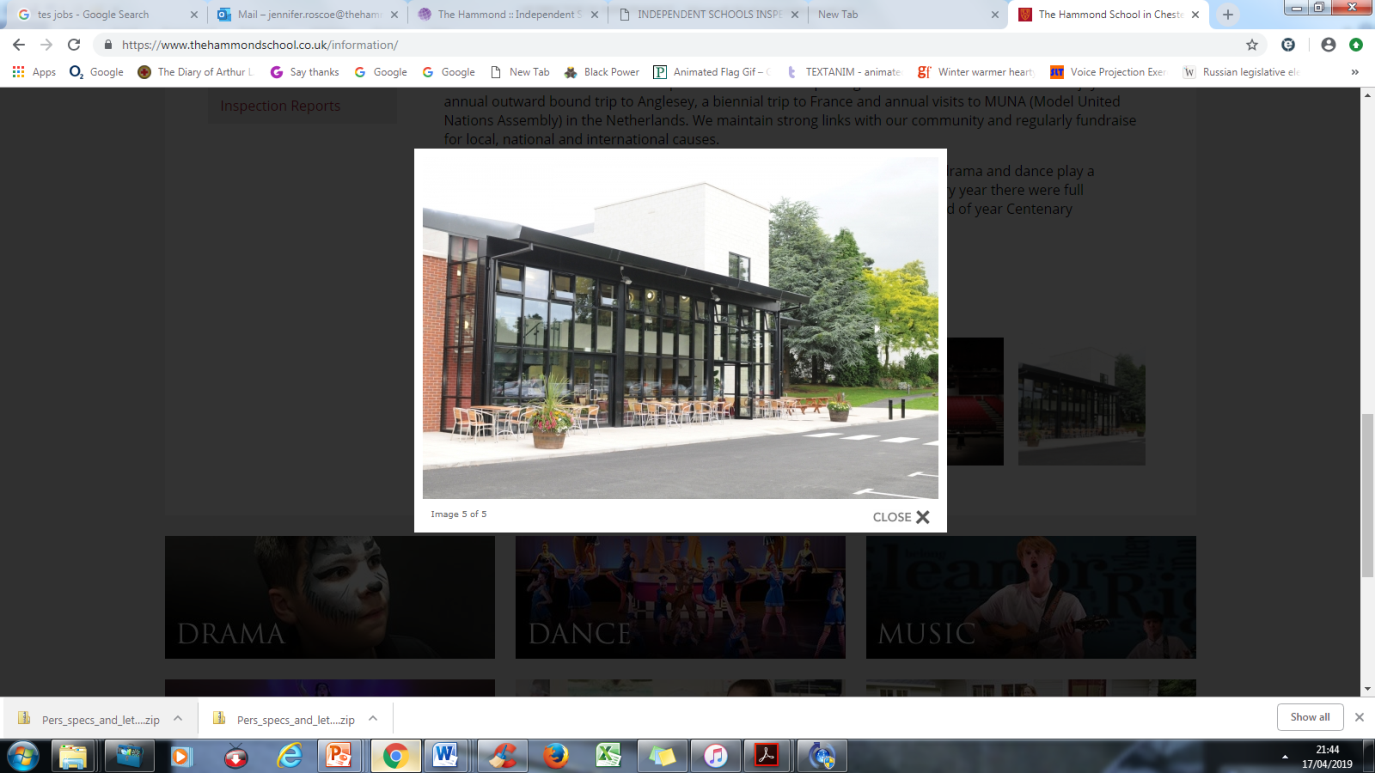 tes jobs - Google Search
Mail – jennifer.roscoe@theham
The Hammond :: Independent S
INDEPENDENT SCHOOLS INSPE
New Tab
The Hammond School in Cheste
https://www.thehammondschool.co.uk/information/
Apps
Google
The Diary of Arthur
Say thanks
Google
Google
New Tab
Black Power
Animated Flag Gif –
TEXTANIM - animate
Winter warmer heart
Voice Projection Exer
Russian legislative ele
»
Inspection Reports
annual outward bound trip to Anglesey, a biennial trip to France and annual visits to MUNA (Model United
Nations Assembly) in the Netherlands. We maintain strong links with our community and regularly fundraise
for local, national and international causes.
drama and dance play a
year there were full
d of year Centenary
Image 5 of 5
CLOSE
DRAMA
DANCE
MUSIC
Pers_specs_and_let....zip
Pers_specs_and_let....zip
Show all
21:44
17/04/2019